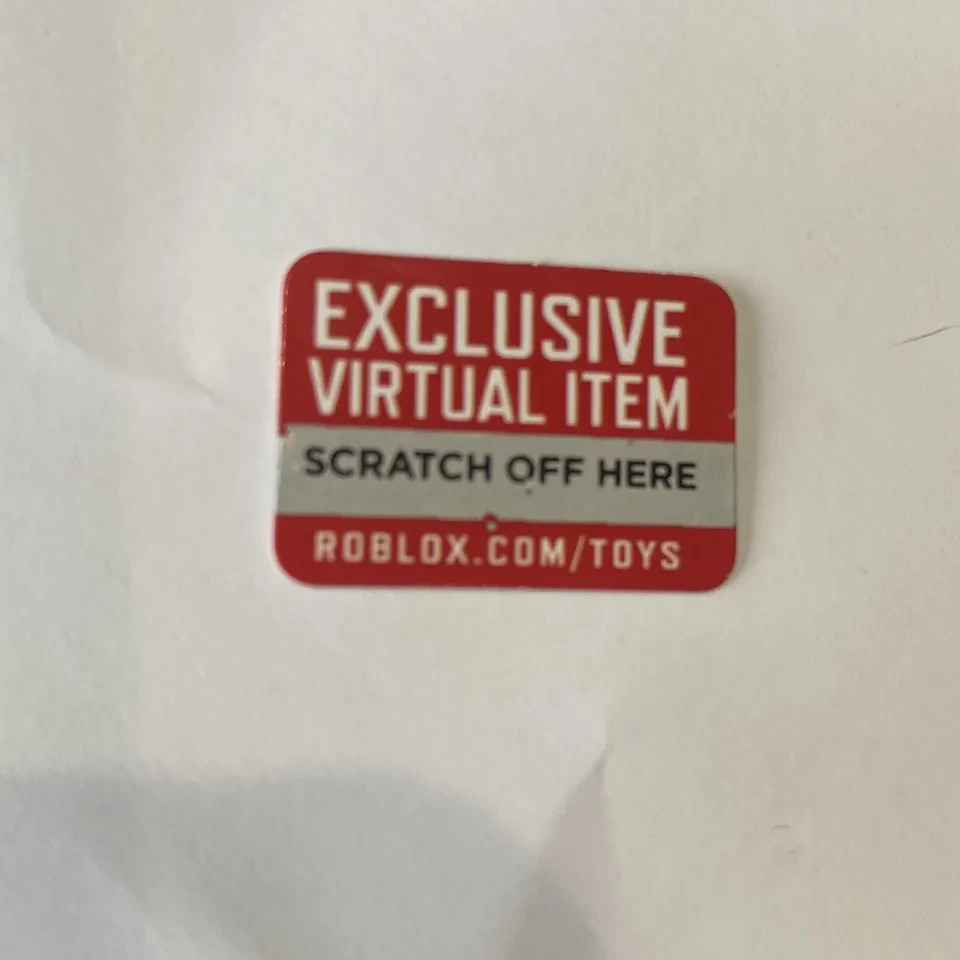 EXCLUSIVE
VIRTUAL ITEM
SCRATCH OFF HERE
ROBLOX.COM/TOYS